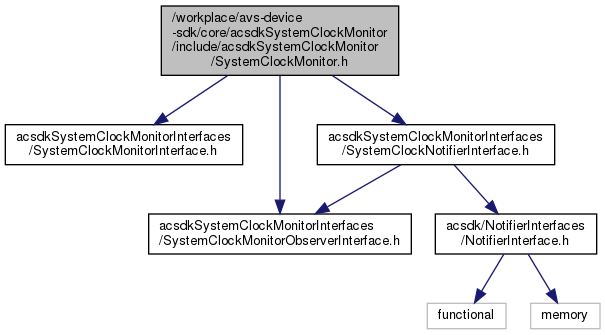 /workplace/avs-device
-sdk/core/acsdkSystemClockMonitor
/include/acsdkSystemClockMonitor
/SystemClockMonitor.h
acsdkSystemClockMonitorInterfaces
/SystemClockMonitorInterface.h
acsdkSystemClockMonitorInterfaces
/SystemClockNotifierInterface.h
acsdkSystemClockMonitorInterfaces
/SystemClockMonitorObserverInterface.h
acsdk/NotifierInterfaces
/NotifierInterface.h
functional
memory